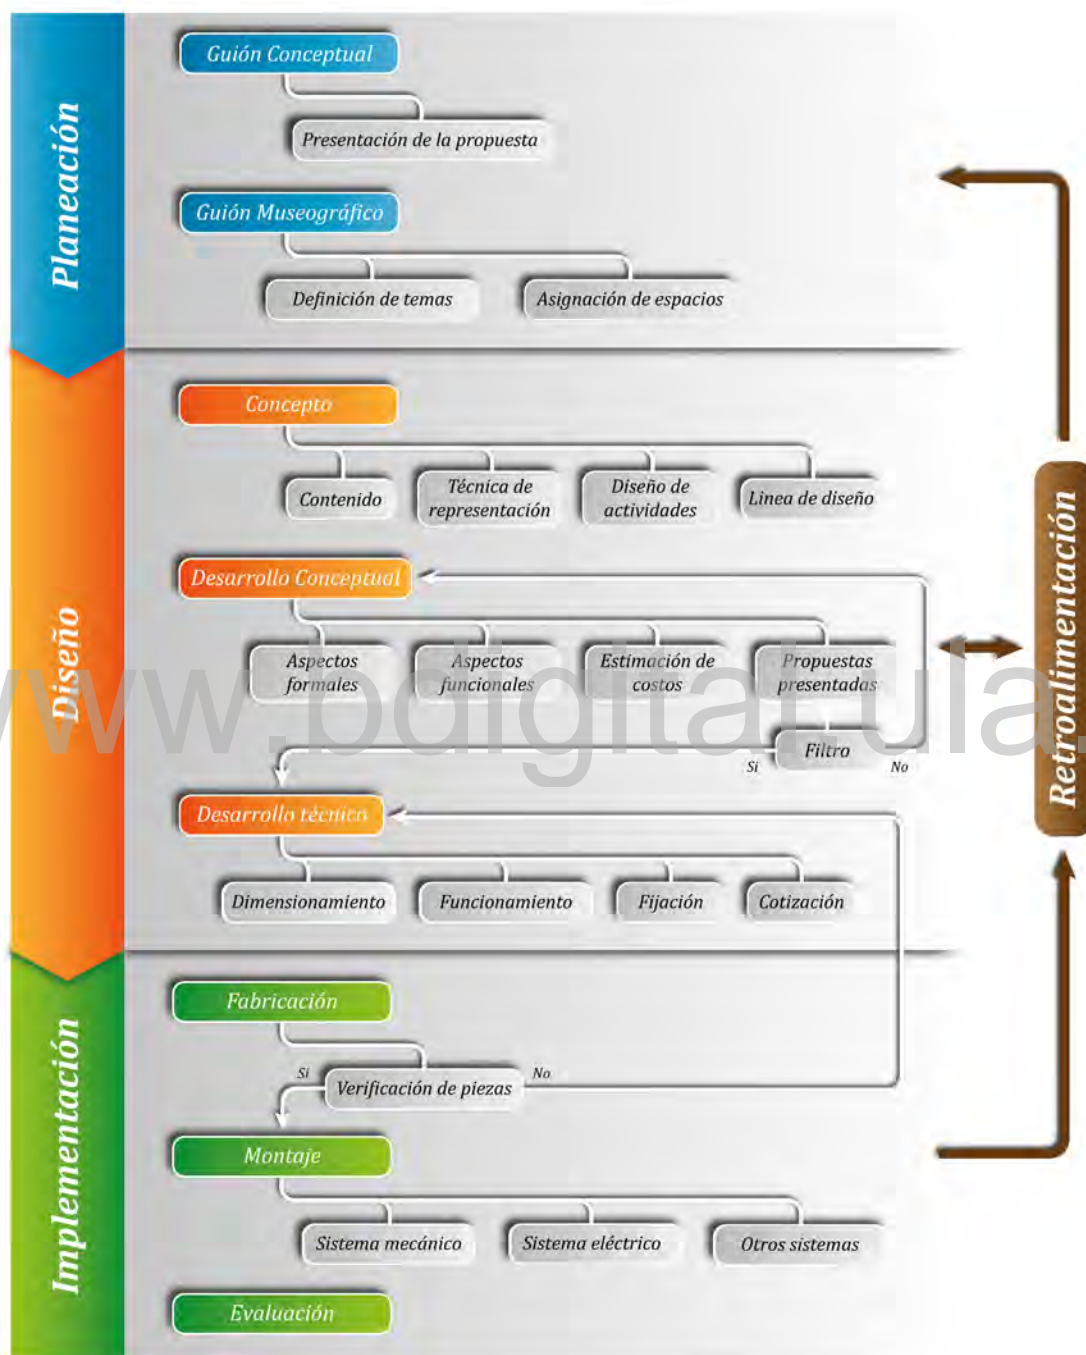 Planeación
Guión Conceptual
Presentación de la propuesta
Guión Museográfico
Definición de temas
Asignación de espacios
Diseño
Concepto
Contenido
Técnica de
representación
Diseño de
actividades
Linea de diseño
Desarrollo Conceptual
Aspectos
formales
Aspectos
funcionales
Estimación de
costos
Propuestas
presentadas
Filtro
Si
No
Desarrollo técnico
Dimensionamiento
Funcionamiento
Fijación
Cotización
Implementación
Fabricación
Si
Verificación de piezas
No
Montaje
Sistema mecánico
Sistema eléctrico
Otros sistemas
Evaluación
Retroalimentación
www.bdigital.ula.